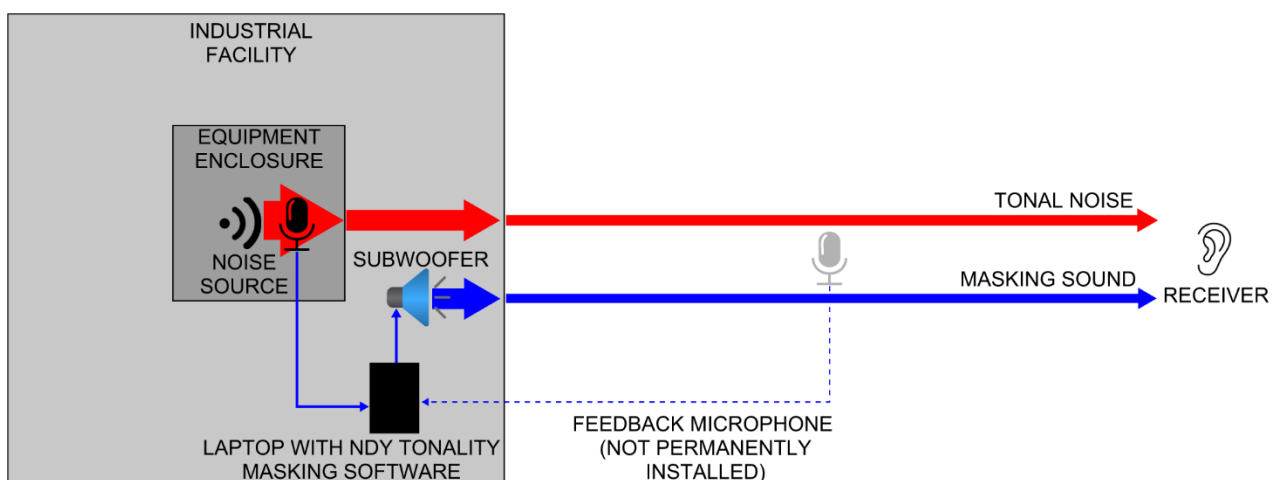 INDUSTRIAL
FACILITY
EQUIPMENT
ENCLOSURE
NOISE
SOURCE
SUBWOOFER
TONAL NOISE
MASKING SOUND
RECEIVER
LAPTOP WITH NDY TONALITY
MASKING SOFTWARE
FEEDBACK MICROPHONE
(NOT PERMANENTLY
INSTALLED)